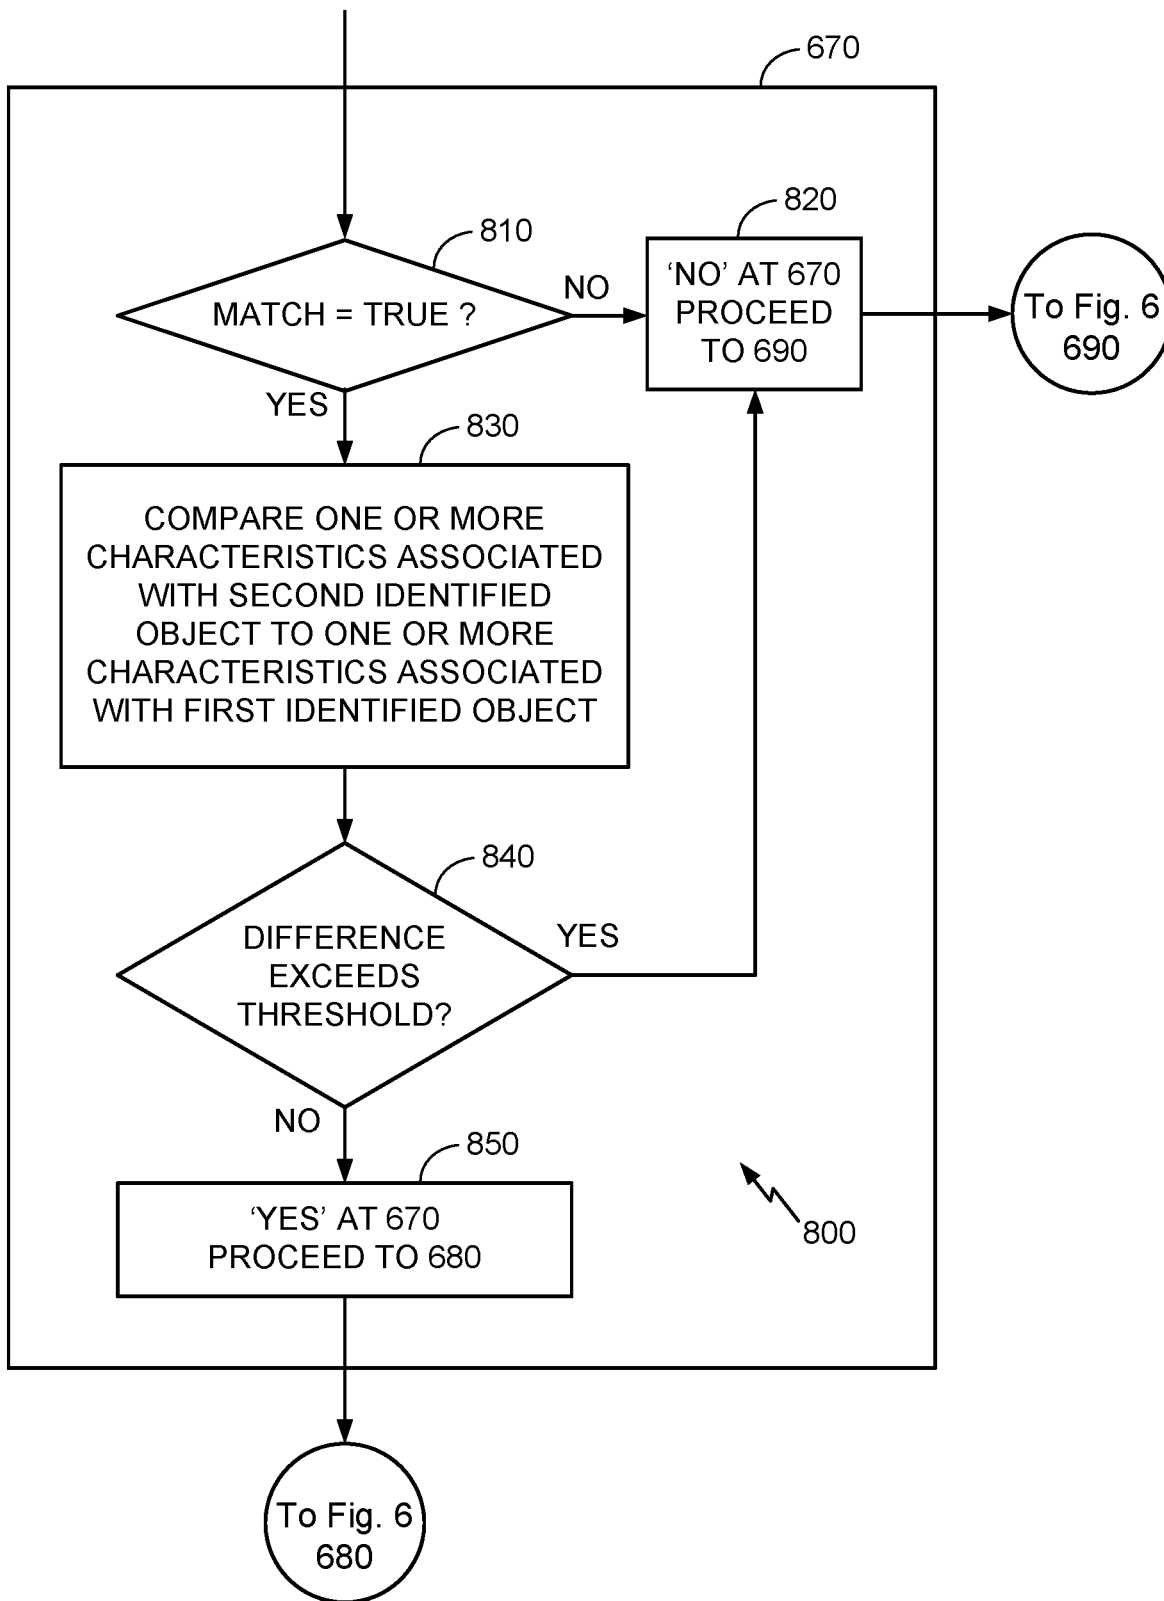 670
810
MATCH = TRUE ?
NO
820
‘NO’ AT 670
PROCEED
TO 690
To Fig. 6
690
YES
830
COMPARE ONE OR MORE
CHARACTERISTICS ASSOCIATED
WITH SECOND IDENTIFIED
OBJECT TO ONE OR MORE
CHARACTERISTICS ASSOCIATED
WITH FIRST IDENTIFIED OBJECT
840
DIFFERENCE
EXCEEDS
THRESHOLD?
YES
NO
850
‘YES’ AT 670
PROCEED TO 680
800
To Fig. 6
680